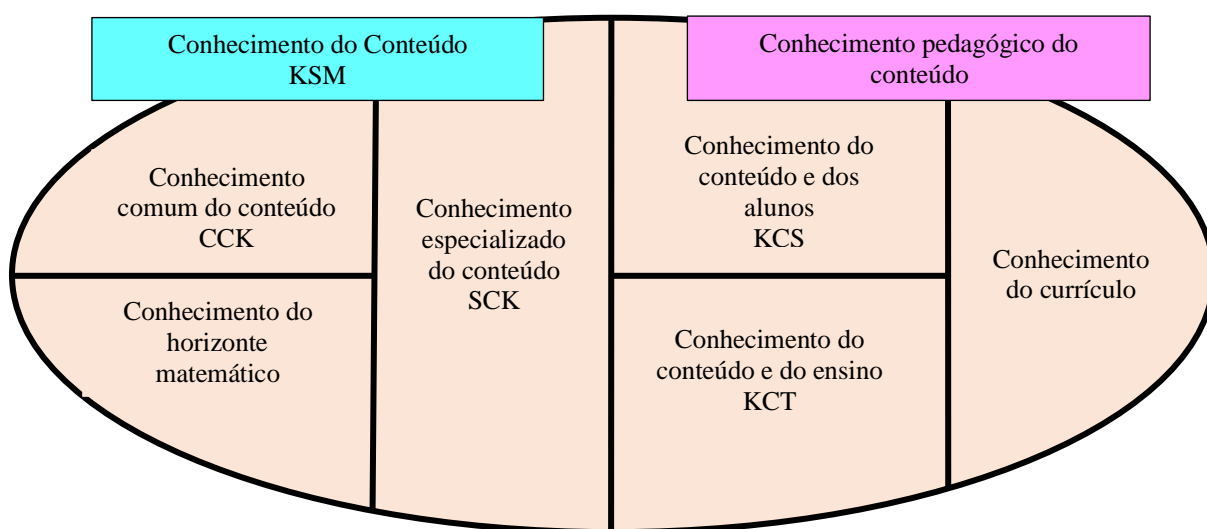 Conhecimento do Conteúdo
KSM
Conhecimento pedagógico do
conteúdo
Conhecimento
comum do conteúdo
CCK
Conhecimento do
horizonte
matemático
Conhecimento
especializado
do conteúdo
SCK
Conhecimento do
conteúdo e dos
alunos
KCS
Conhecimento do
conteúdo e do ensino
KCT
Conhecimento
do currículo